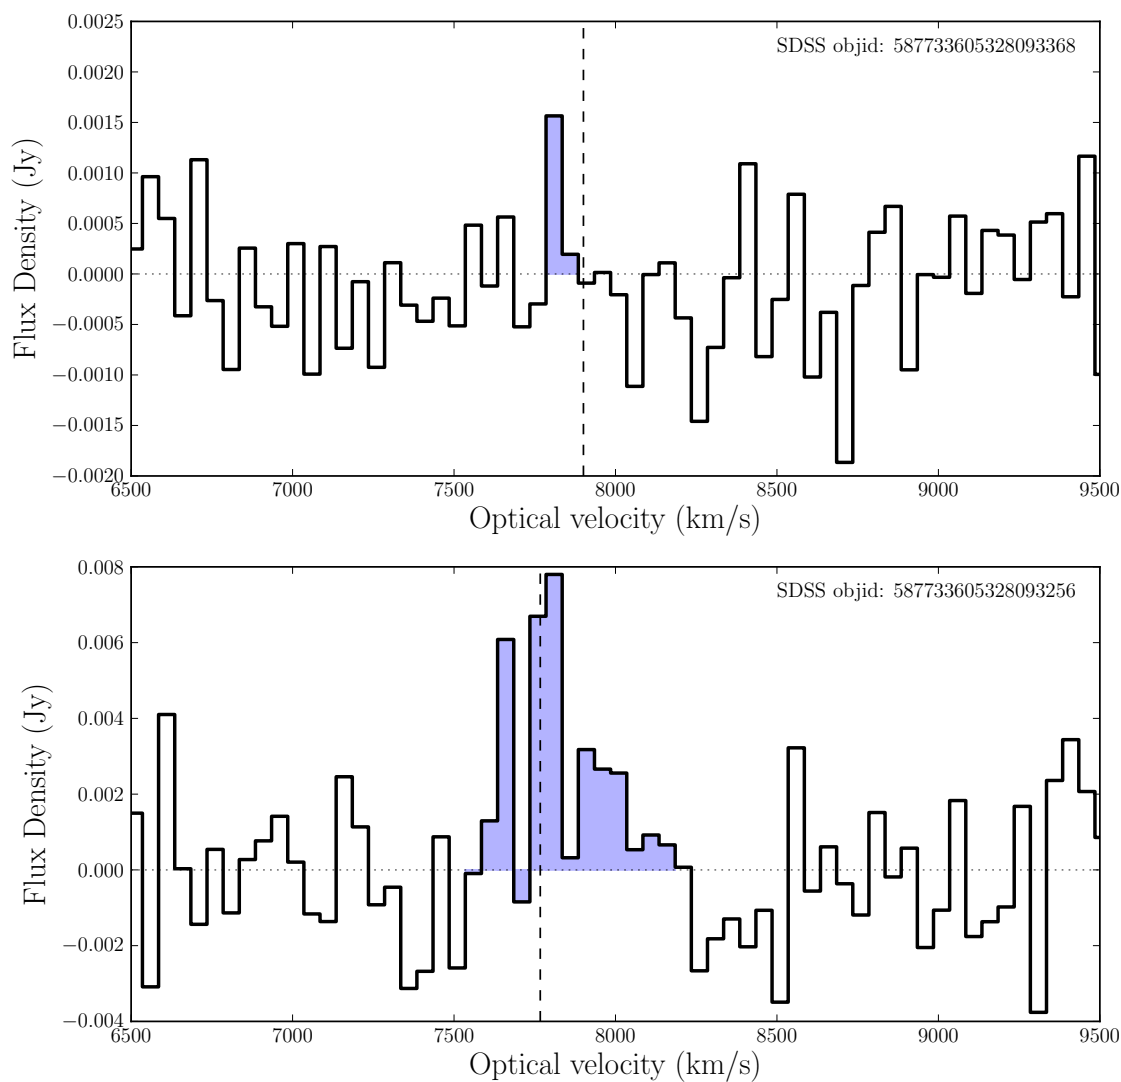 0.0025
SDSS objid: 587733605328093368
0.0020
0.0015
0.0010
0.0005
0.0000
−0.0005
−0.0010
−0.0015
−0.0020
Flux Density (Jy)
6500 7000 7500 8000 8500 9000 9500
Optical velocity (km/s)
0.008
SDSS objid: 587733605328093256
0.006
0.004
0.002
0.000
−0.002
−0.004
Flux Density (Jy)
6500 7000 7500 8000 8500 9000 9500
Optical velocity (km/s)